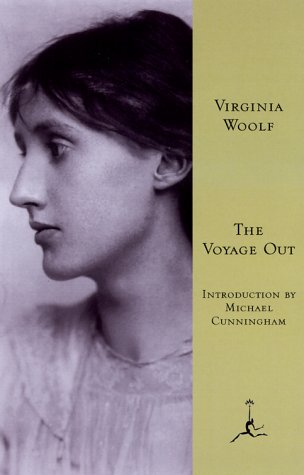 VIRGINIA
WOOLF
THE
VOYAGE OUT
INTRODUCTION BY
MICHAEL
CUNNINGHAM